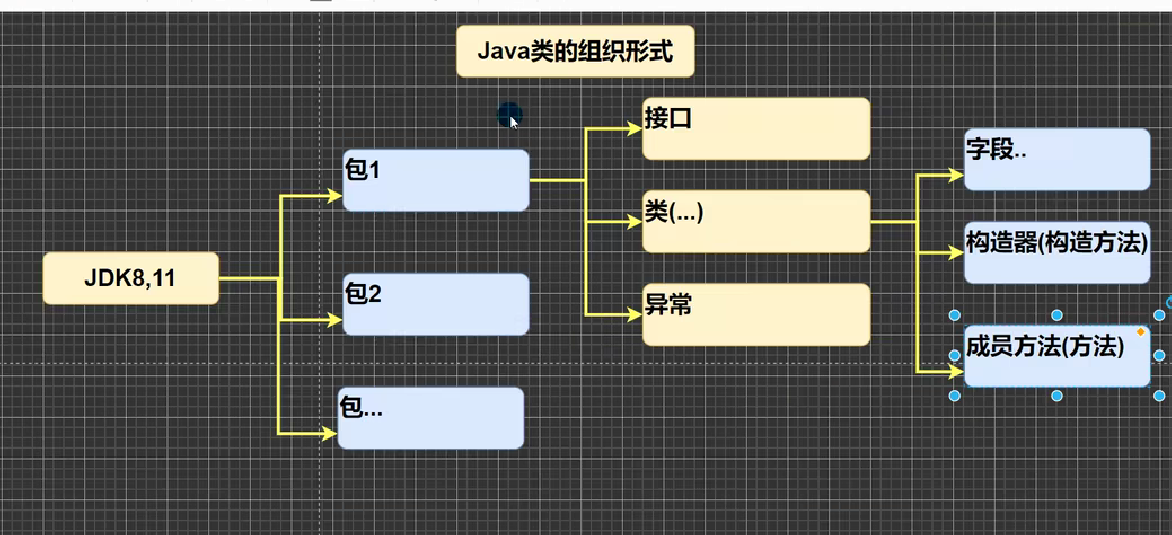 Java类的组织形式
JDK8,11
包1
包2
包...
接口
类(...)
异常
字段..
构造器(构造方法)
成员方法(方法)